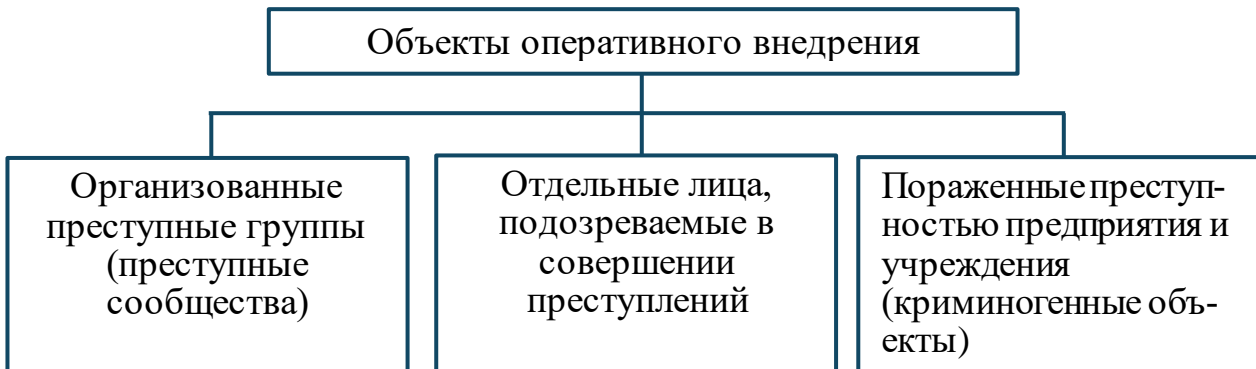 Объекты оперативного внедрения
Организованные
преступные группы
(преступные
сообщества)
Отдельные лица,
подозреваемые в
совершении
преступлений
Пораженные преступ-
ностью предприятия и
учреждения
(криминогенные объ-
екты)